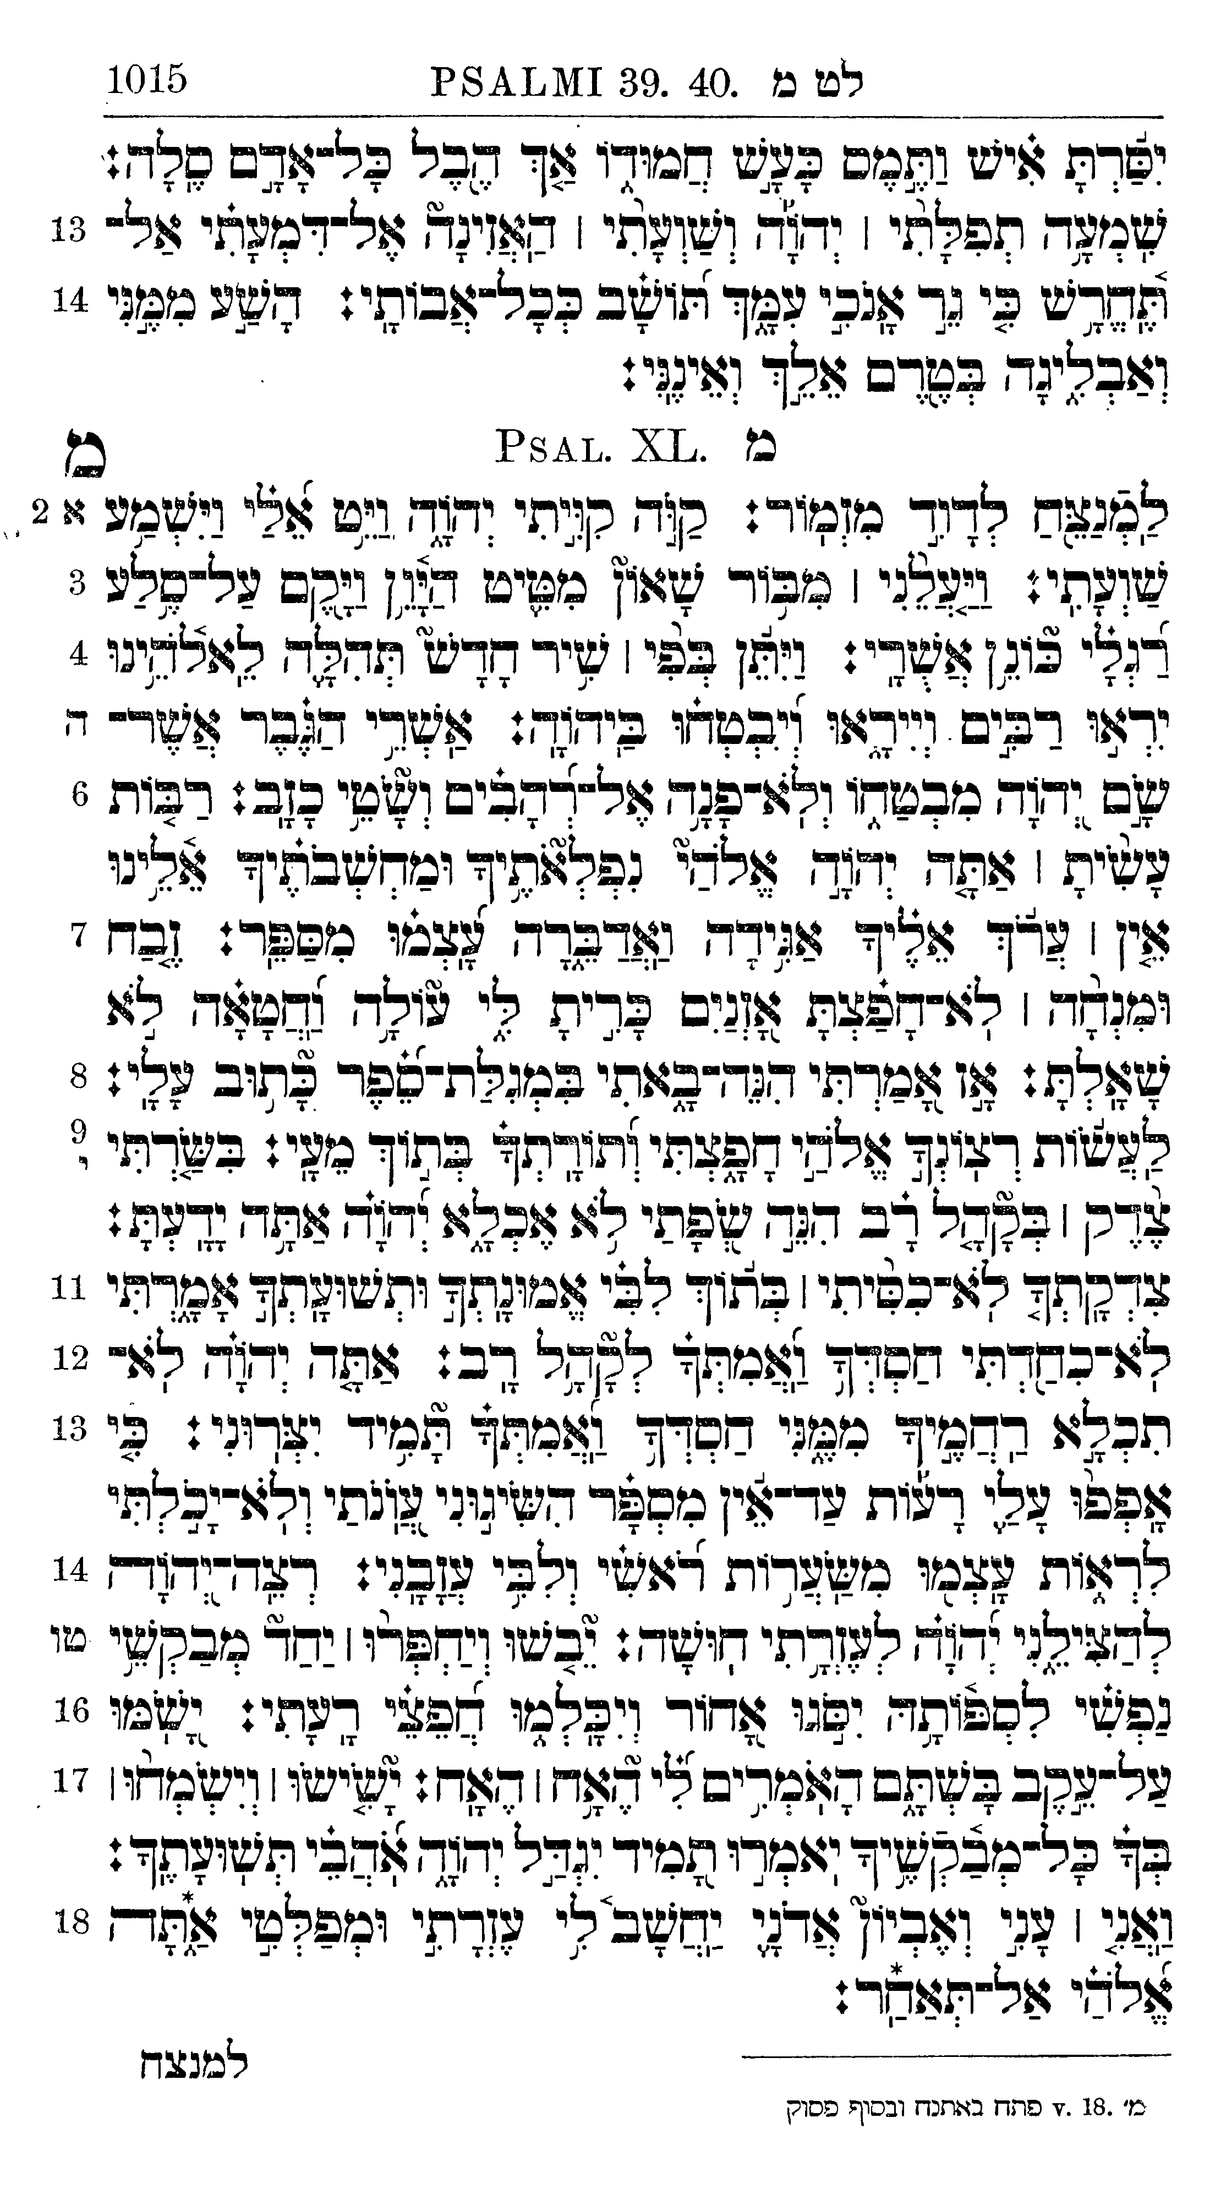 1015 PSALMI 39. 40. לט מ
יִסַּ֬רְתָּ אִ֗ישׁ וַתֶּ֣מֶס כָּעָ֣שׁ חֲמוּד֑וֹ אַ֤ךְ הֶ֖בֶל כָּל־אָדָ֣ם סֶֽלָה׃
13 שִֽׁמְעָ֥ה תְפִלָּתִ֨י ׀ יְהוָ֡ה וְשַׁוְעָתִ֨י ׀ הַאֲזִינָה֮ אֶֽל־דִּמְעָתִ֗י אַֽל־
14 תֶּ֫חֱרַ֥שׁ כִּ֤י גֵ֣ר אָנֹכִ֣י עִמָּ֑ךְ תּ֝וֹשָׁ֗ב כְּכָל־אֲבוֹתָֽי׃ הָשַׁ֣ע מִמֶּ֣נִּי
וְאַבְלִ֑יגָה בְּטֶ֖רֶם אֵלֵ֣ךְ וְאֵינֶֽנִּי׃
מ PSAL. XL. מ
2 א לַ֝מְנַצֵּ֗חַ לְדָוִ֥ד מִזְמֽוֹר׃ קַוֺּ֣ה קִוִּ֣יתִי יְהוָ֑ה וַיֵּ֥ט אֵ֝לַ֗י וַיִּשְׁמַ֥ע
3 שַׁוְעָתִֽי׃ וַיַּעֲלֵ֤נִי ׀ מִבּ֥וֹר שָׁאוֹן֮ מִטִּ֪יט הַיָּ֫וֵ֥ן וַיָּ֖קֶם עַל־סֶ֥לַע
4 רַגְלַ֗י כּוֹנֵ֥ן אֲשֻׁרָֽי׃ וַיִּתֵּ֬ן בְּפִ֨י ׀ שִׁ֥יר חָדָשׁ֮ תְּהִלָּ֪ה לֵֽאלֹ֫הֵ֥ינוּ
ה יִרְא֣וּ רַבִּ֣ים וְיִירָ֑אוּ וְ֝יִבְטְח֗וּ בַּיהוָֽה׃ אַ֥שְֽׁרֵי הַגֶּ֗בֶר אֲשֶׁר־
6 שָׂ֣ם יְ֭הוָה מִבְטַח֑וֹ וְֽלֹא־פָנָ֥ה אֶל־רְ֝הָבִ֗ים וְשָׂטֵ֥י כָזָֽב׃ רַבּ֤וֹת
עָשִׂ֨יתָ ׀ אַתָּ֤ה יְהוָ֣ה אֱלֹהַי֮ נִֽפְלְאֹתֶ֥יךָ וּמַחְשְׁבֹתֶ֗יךָ אֵ֫לֵ֥ינוּ
7 אֵ֤ין ׀ עֲרֹ֬ךְ אֵלֶ֗יךָ אַגִּ֥ידָה וַאֲדַבֵּ֑רָה עָ֝צְמ֗וּ מִסַּפֵּֽר׃ זֶ֤בַח
וּמִנְחָ֨ה ׀ לֹֽא־חָפַ֗צְתָּ אָ֭זְנַיִם כָּרִ֣יתָ לִּ֑י עוֹלָ֥ה וַ֝חֲטָאָ֗ה לֹ֣א
8 שָׁאָֽלְתָּ׃ אָ֣ז אָ֭מַרְתִּי הִנֵּה־בָ֑אתִי בִּמְגִלַּת־סֵ֝֗פֶר כָּת֥וּב עָלָֽי׃
9 י לַֽעֲשֽׂוֹת רְצוֹנְךָ֣ אֱלֹהַ֣י חָפָ֑צְתִּי וְ֝תוֹרָתְךָ֗ בְּת֣וֹךְ מֵעָֽי׃ בִּשַּׂ֤רְתִּי
צֶ֨דֶק ׀ בְּקָ֘הָ֤ל רָ֗ב הִנֵּ֣ה שְׂ֭פָתַי לֹ֣א אֶכְלָ֑א יְ֝הוָ֗ה אַתָּ֥ה יָדָֽעְתָּ׃
11 צִדְקָתְךָ֤ לֹא־כִסִּ֨יתִי ׀ בְּת֬וֹךְ לִבִּ֗י אֱמוּנָתְךָ֣ וּתְשׁוּעָתְךָ֣ אָמָ֑רְתִּי
12 לֹא־כִחַ֥דְתִּי חַסְדְּךָ֥ וַ֝אֲמִתְּךָ֗ לְקָהָ֥ל רָֽב׃ אַתָּ֤ה יְהוָ֗ה לֹֽא־
13 תִכְלָ֣א רַחֲמֶ֣יךָ מִמֶּ֑נִּי חַסְדְּךָ֥ וַ֝אֲמִתְּךָ֗ תָּמִ֥יד יִצְּרֽוּנִי׃ כִּ֤י
אָפְפ֥וּ עָלַ֨י רָע֡וֹת עַד־אֵ֬ין מִסְפָּ֗ר הִשִּׂיג֣וּנִי עֲ֭וֺנֹתַי וְלֹא־יָכֹ֣לְתִּי
14 לִרְא֑וֹת עָצְמ֥וּ מִשַּֽׂעֲר֥וֹת רֹ֝אשִׁ֗י וְלִבִּ֥י עֲזָבָֽנִי׃ רְצֵֽה־יְ֭הוָה
טו לְהַצִּילֵ֑נִי יְ֝הוָ֗ה לְעֶזְרָ֥תִי חֽוּשָׁה׃ יֵ֘בֹ֤שׁוּ וְיַחְפְּר֨וּ ׀ יַחַד֮ מְבַקְשֵׁ֥י
16 נַפְשִׁ֗י לִסְפּ֫וֹתָ֥הּ יִסֹּ֣גוּ אָ֭חוֹר וְיִכָּלְמ֑וּ חֲ֝פֵצֵ֗י רָעָתִֽי׃ יָ֭שֹׁמּוּ
17 עַל־עֵ֣קֶב בָּשְׁתָּ֑ם הָאֹמְרִ֥ים לִ֝֗י הֶ֘אָ֥ח ׀ הֶאָֽח׃ יָ֘שִׂ֤ישׂוּ ׀ וְיִשְׂמְח֨וּ ׀
בְּךָ֗ כָּֽל־מְבַ֫קְשֶׁ֥יךָ יֹאמְר֣וּ תָ֭מִיד יִגְדַּ֣ל יְהוָ֑ה אֹֽ֝הֲבֵ֗י תְּשׁוּעָתֶֽךָ׃
18 וַאֲנִ֤י ׀ עָנִ֣י וְאֶבְיוֹן֮ אֲדֹנָ֪י יַחֲשָׁ֫ב לִ֥י עֶזְרָתִ֣י וּמְפַלְטִ֣י אַ֑תָּה
אֱ֝לֹהַ֗י אַל־תְּאַחַֽר׃
למנצח
מ׳ v. 18. פתח באתנח ובסוף פסוק